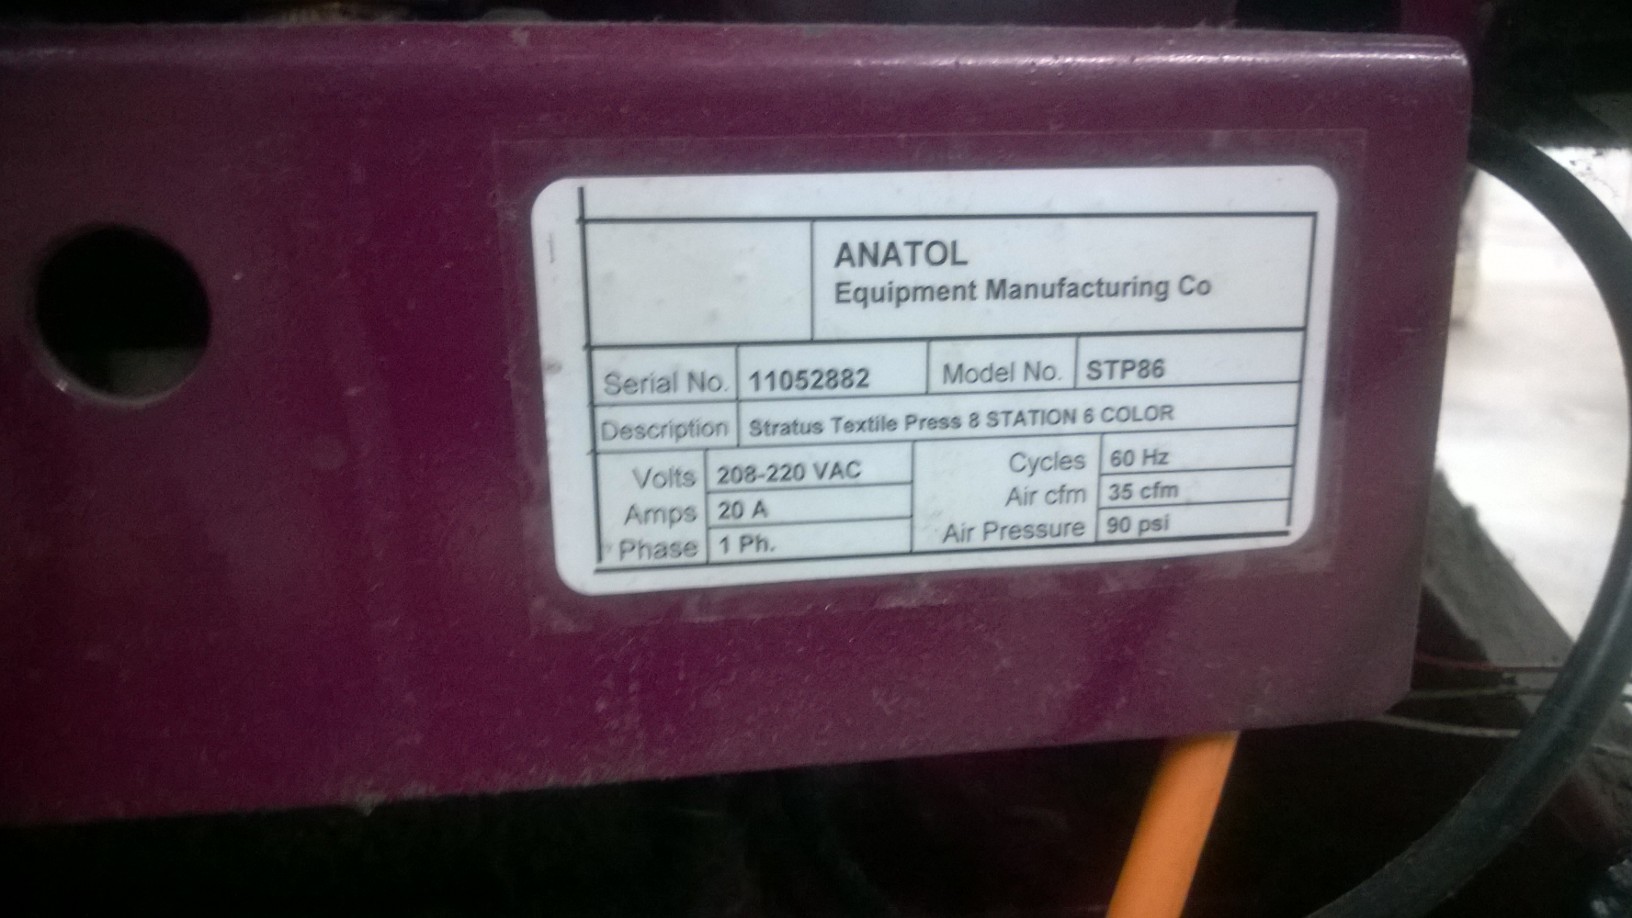 ANATOL
Equipment Manufacturing Co
Serial No. 11052882 Model No. STP86
Description Stratus Textile Press 8 STATION 6 COLOR
Volts 208-220 VAC Cycles 60 Hz
Amps 20 A Air cfm 35 cfm
Phase 1 Ph. Air Pressure 90 psi